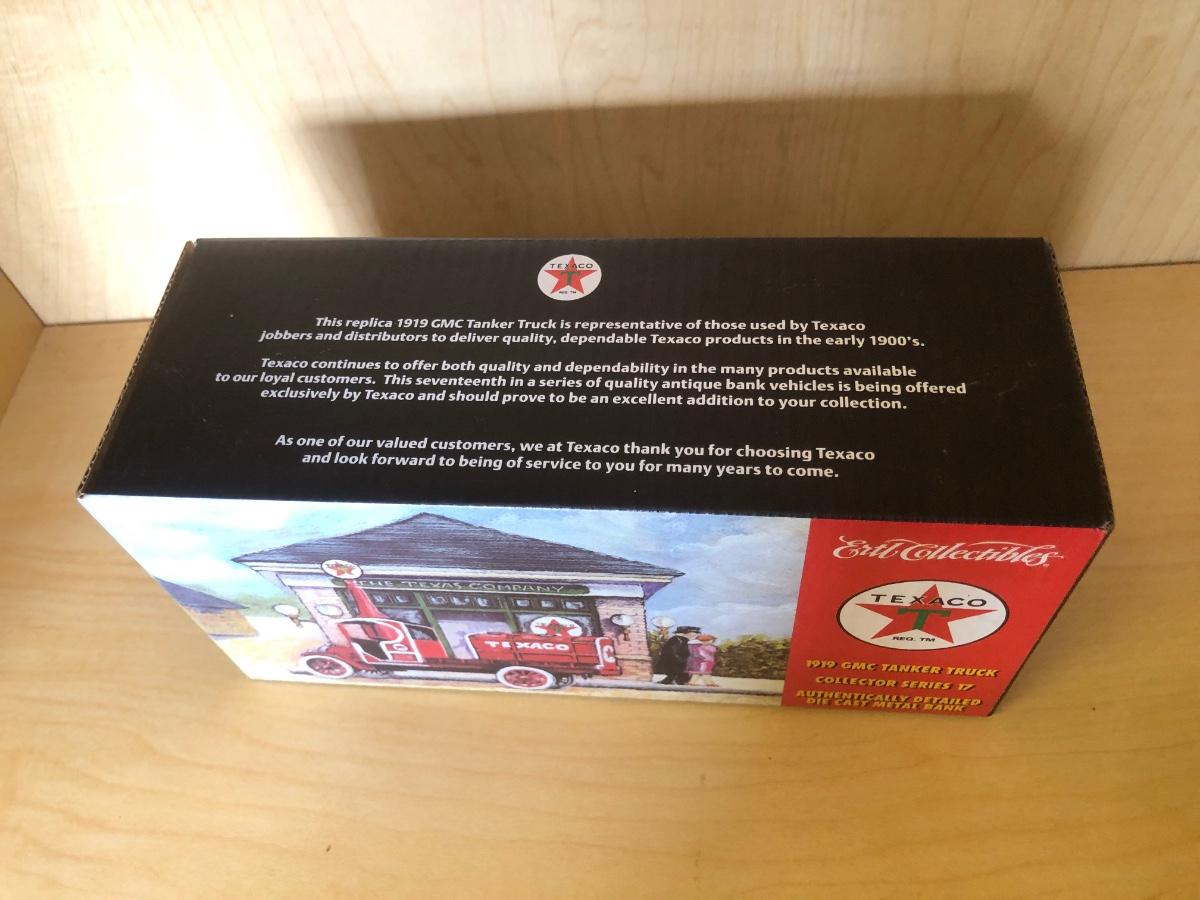 TEXACO
T
REG. TM
This replica 1919 GMC Tanker Truck is representative of those used by Texaco
jobbers and distributors to deliver quality, dependable Texaco products in the early 1900's.
Texaco continues to offer both quality and dependability in the many products available
to our loyal customers. This seventeenth in a series of quality antique bank vehicles is being offered
exclusively by Texaco and should prove to be an excellent addition to your collection.
As one of our valued customers, we at Texaco thank you for choosing Texaco
and look forward to being of service to you for many years to come.
THE TEXAS COMPANY
TEXACO
Ertl Collectibles
TEXACO
T
REG. TM
1919 GMC TANKER TRUCK
COLLECTOR SERIES 17
AUTHENTICALLY DETAILED
DIE CAST METAL BANK